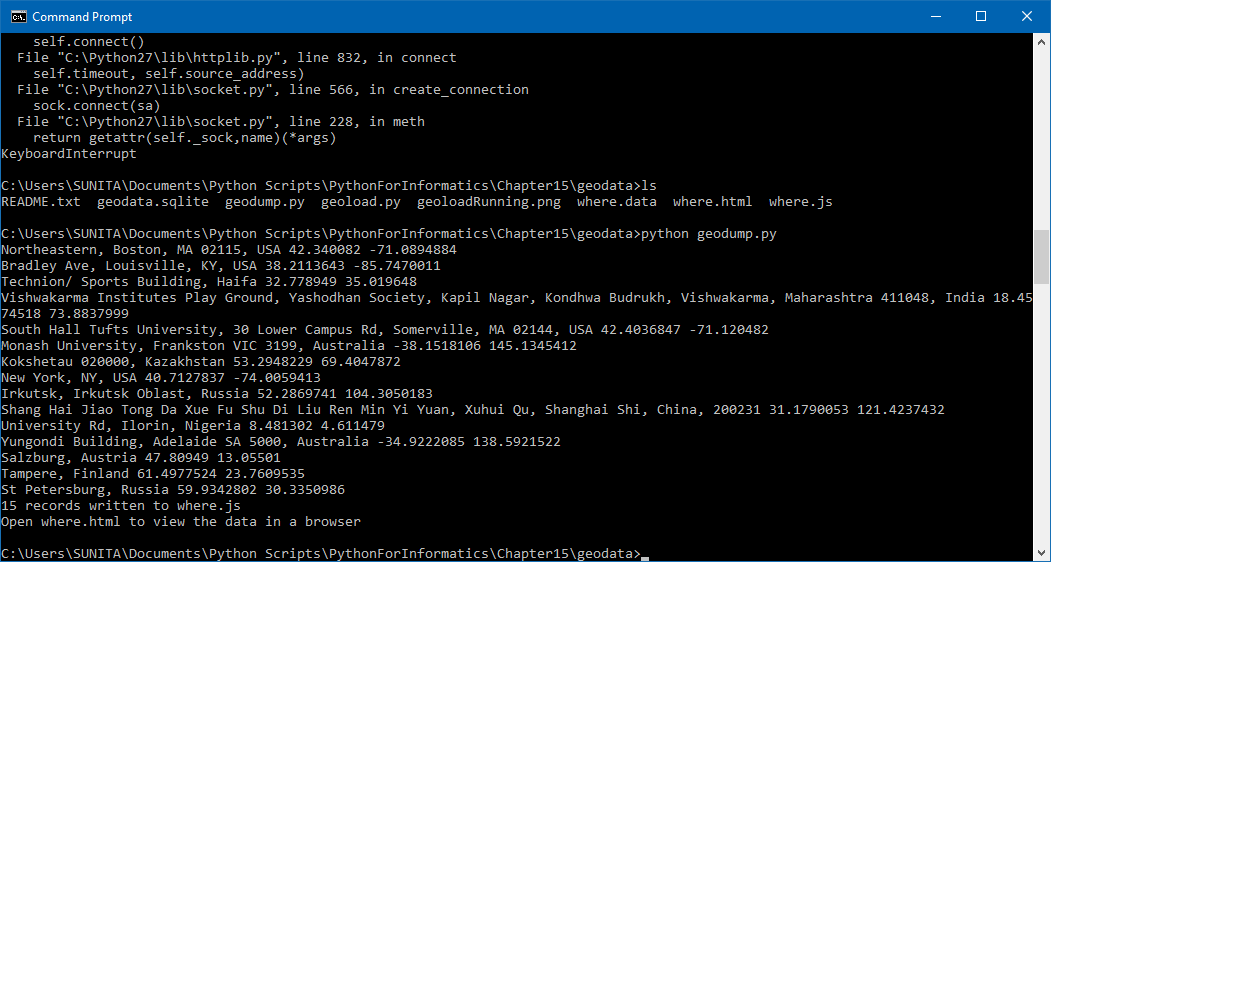 Command Prompt
    self.connect()
  File "C:\Python27\lib\httplib.py", line 832, in connect
    self.timeout, self.source_address)
  File "C:\Python27\lib\socket.py", line 566, in create_connection
    sock.connect(sa)
  File "C:\Python27\lib\socket.py", line 228, in meth
    return getattr(self._sock,name)(*args)
KeyboardInterrupt

C:\Users\SUNITA\Documents\Python Scripts\PythonForInformatics\Chapter15\geodata>ls
README.txt  geodata.sqlite  geodump.py  geoload.py  geoloadRunning.png  where.data  where.html  where.js

C:\Users\SUNITA\Documents\Python Scripts\PythonForInformatics\Chapter15\geodata>python geodump.py
Northeastern, Boston, MA 02115, USA 42.340082 -71.0894884
Bradley Ave, Louisville, KY, USA 38.2113643 -85.7470011
Technion/ Sports Building, Haifa 32.778949 35.019648
Vishwakarma Institutes Play Ground, Yashodhan Society, Kapil Nagar, Kondhwa Budrukh, Vishwakarma, Maharashtra 411048, India 18.45
74518 73.8837999
South Hall Tufts University, 30 Lower Campus Rd, Somerville, MA 02144, USA 42.4036847 -71.120482
Monash University, Frankston VIC 3199, Australia -38.1518106 145.1345412
Kokshetau 020000, Kazakhstan 53.2948229 69.4047872
New York, NY, USA 40.7127837 -74.0059413
Irkutsk, Irkutsk Oblast, Russia 52.2869741 104.3050183
Shang Hai Jiao Tong Da Xue Fu Shu Di Liu Ren Min Yi Yuan, Xuhui Qu, Shanghai Shi, China, 200231 31.1790053 121.4237432
University Rd, Ilorin, Nigeria 8.481302 4.611479
Yungondi Building, Adelaide SA 5000, Australia -34.9222085 138.5921522
Salzburg, Austria 47.80949 13.05501
Tampere, Finland 61.4977524 23.7609535
St Petersburg, Russia 59.9342802 30.3350986
15 records written to where.js
Open where.html to view the data in a browser

C:\Users\SUNITA\Documents\Python Scripts\PythonForInformatics\Chapter15\geodata>